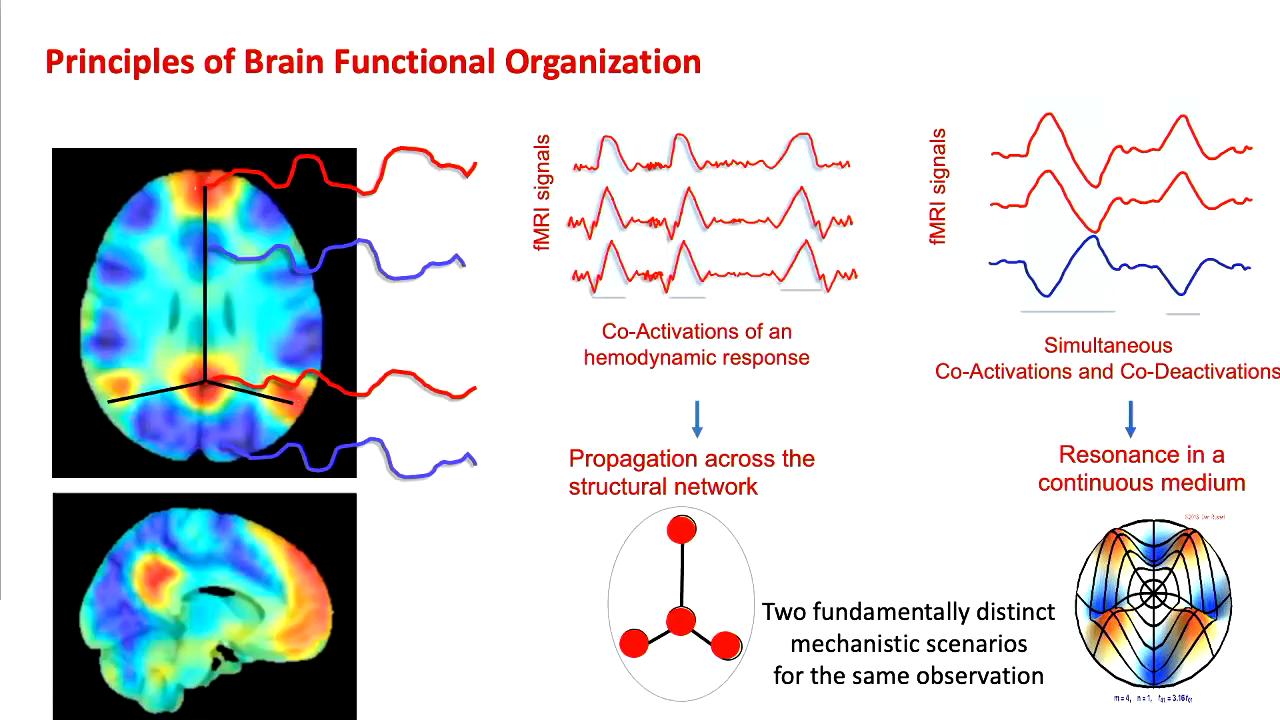 Principles of Brain Functional Organization
fMRI signals
Co-Activations of an
hemodynamic response
Propagation across the
structural network
fMRI signals
Simultaneous
Co-Activations and Co-Deactivations
Resonance in a
continuous medium
Two fundamentally distinct
mechanistic scenarios
for the same observation
m = 4, n = 1,